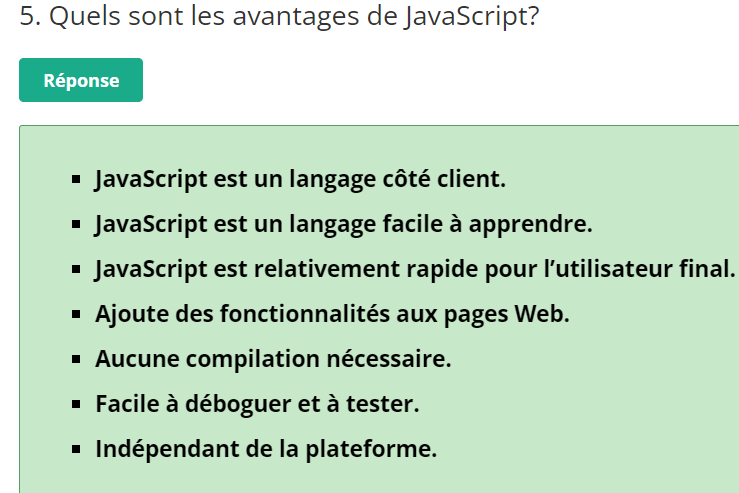 5. Quels sont les avantages de JavaScript?
Réponse
▪ JavaScript est un langage côté client.
▪ JavaScript est un langage facile à apprendre.
▪ JavaScript est relativement rapide pour l’utilisateur final.
▪ Ajoute des fonctionnalités aux pages Web.
▪ Aucune compilation nécessaire.
▪ Facile à déboguer et à tester.
▪ Indépendant de la plateforme.